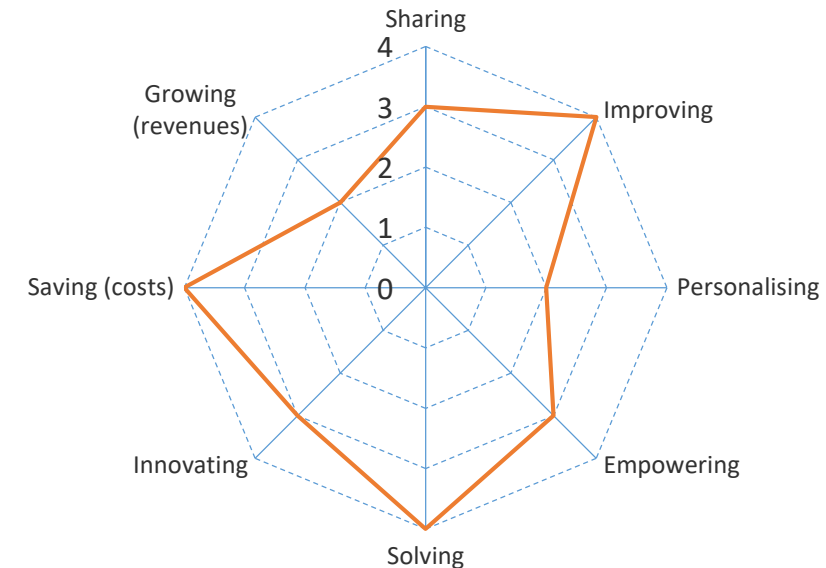 Sharing
4
Growing
(revenues)
3
Improving
2
1
Saving (costs)
0
Personalising
Innovating
Empowering
Solving